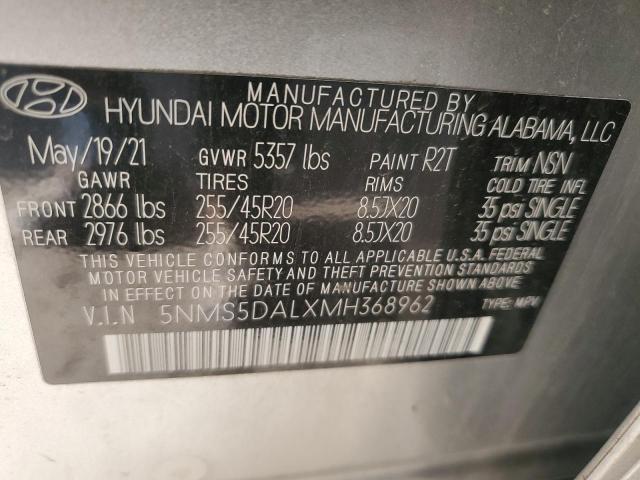 MANUFACTURED BY
HYUNDAI MOTOR MANUFACTURING ALABAMA, LLC
May/19/21 GVWR 5357 lbs PAINT R2T TRIM NSN
GAWR TIRES RIMS COLD TIRE INFL
FRONT 2866 lbs 255/45R20 8.5JX20 35 psi SINGLE
REAR 2976 lbs 255/45R20 8.5JX20 35 psi SINGLE
THIS VEHICLE CONFORMS TO ALL APPLICABLE U.S.A. FEDERAL
MOTOR VEHICLE SAFETY AND THEFT PREVENTION STANDARDS
IN EFFECT ON THE DATE OF MANUFACTURE SHOWN ABOVE
V.I.N 5NMS5DALXMH368962 TYPE: MPV